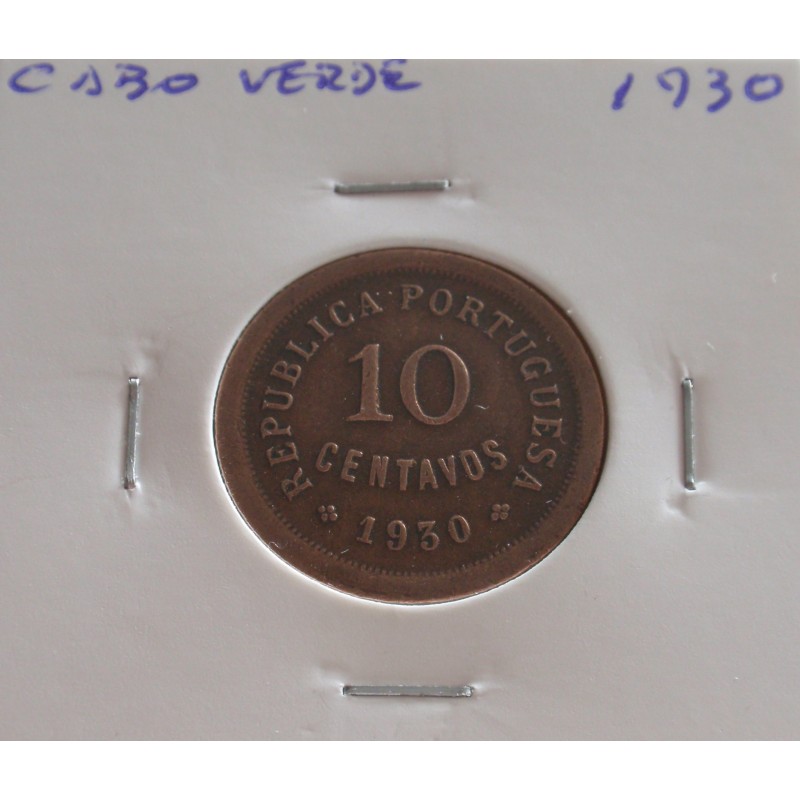 CABO VERDE 1930
REPUBLICA PORTUGUESA
10
CENTAVOS
1930